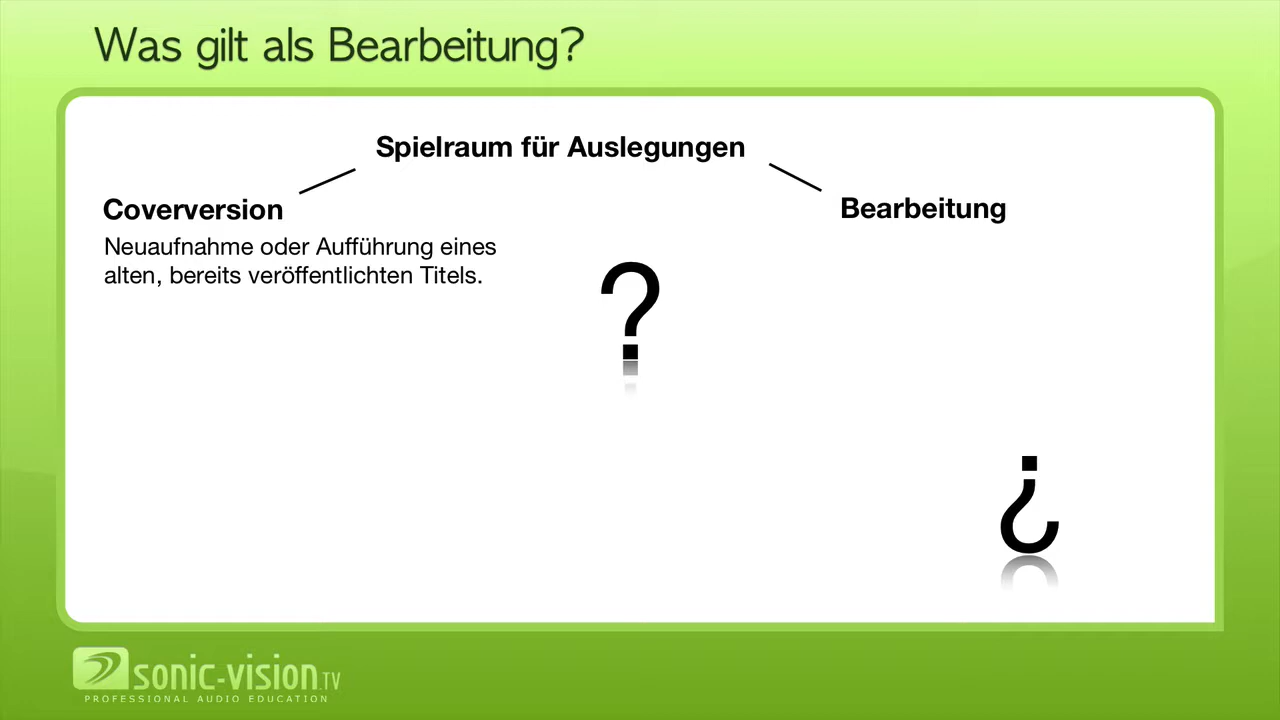 Was gilt als Bearbeitung?
Spielraum für Auslegungen
Coverversion
Bearbeitung
Neuaufnahme oder Aufführung eines
alten, bereits veröffentlichten Titels.
?
¿
sonic-vision.TV
PROFESSIONAL AUDIO EDUCATION